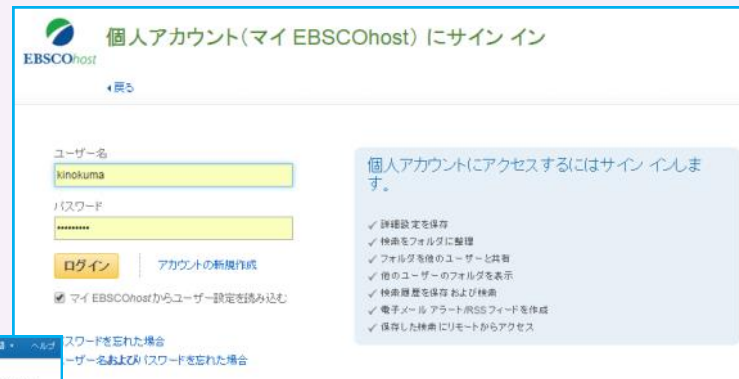 個人アカウント(マイ EBSCOhost) にサイン イン
EBSCOhost
戻る
ユーザー名
kinokuma
パスワード
ログイン
アカウントの新規作成
マイ EBSCOhostからユーザー設定を読み込む
スワードを忘れた場合
ーザー名およびパスワードを忘れた場合
個人アカウントにアクセスするにはサイン インしま
す。
詳細設定を保存
検索をフォルダに整理
フォルダを他のユーザーと共有
他のユーザーのフォルダを表示
検索履歴を保存 および検索
電子メール アラート/RSSフィードを作成
保存した検索 にリモートからアクセス
ヘルプ